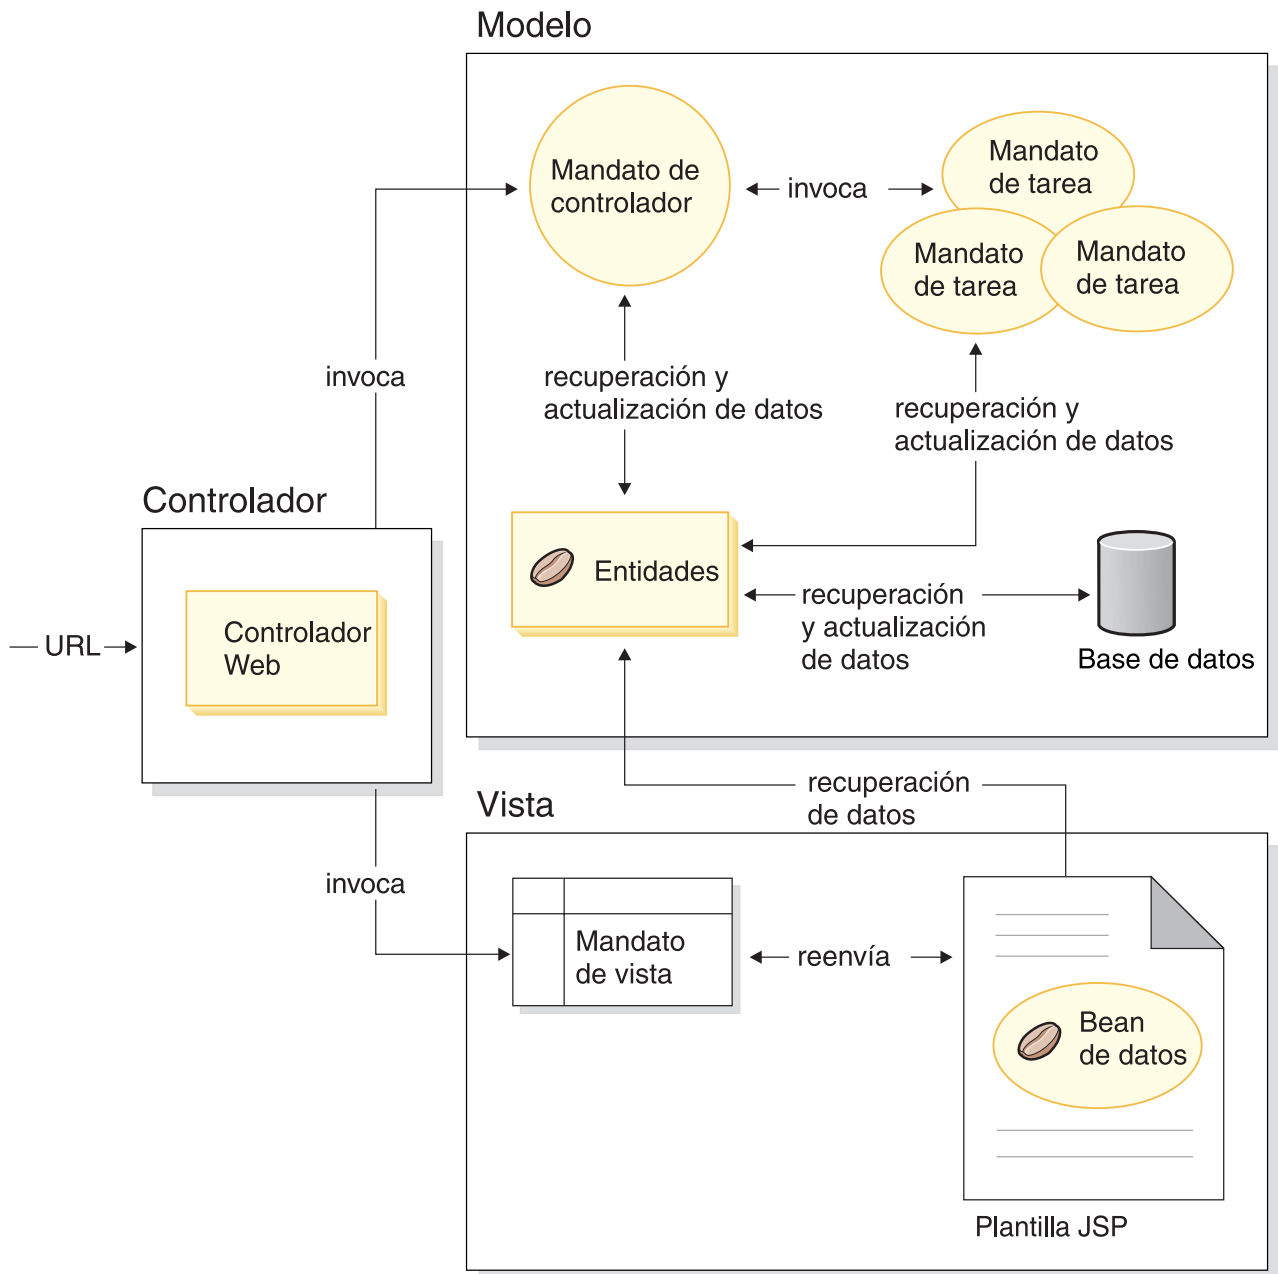 Modelo
Mandato de
controlador
invoca
Mandato
de tarea
Mandato
de tarea
Mandato
de tarea
invoca
recuperación y
actualización de datos
recuperación y
actualización de datos
Controlador
Controlador
Web
URL
Entidades
recuperación
y actualización
de datos
Base de datos
recuperación
de datos
Vista
invoca
Mandato
de vista
reenvía
Bean
de datos
Plantilla JSP